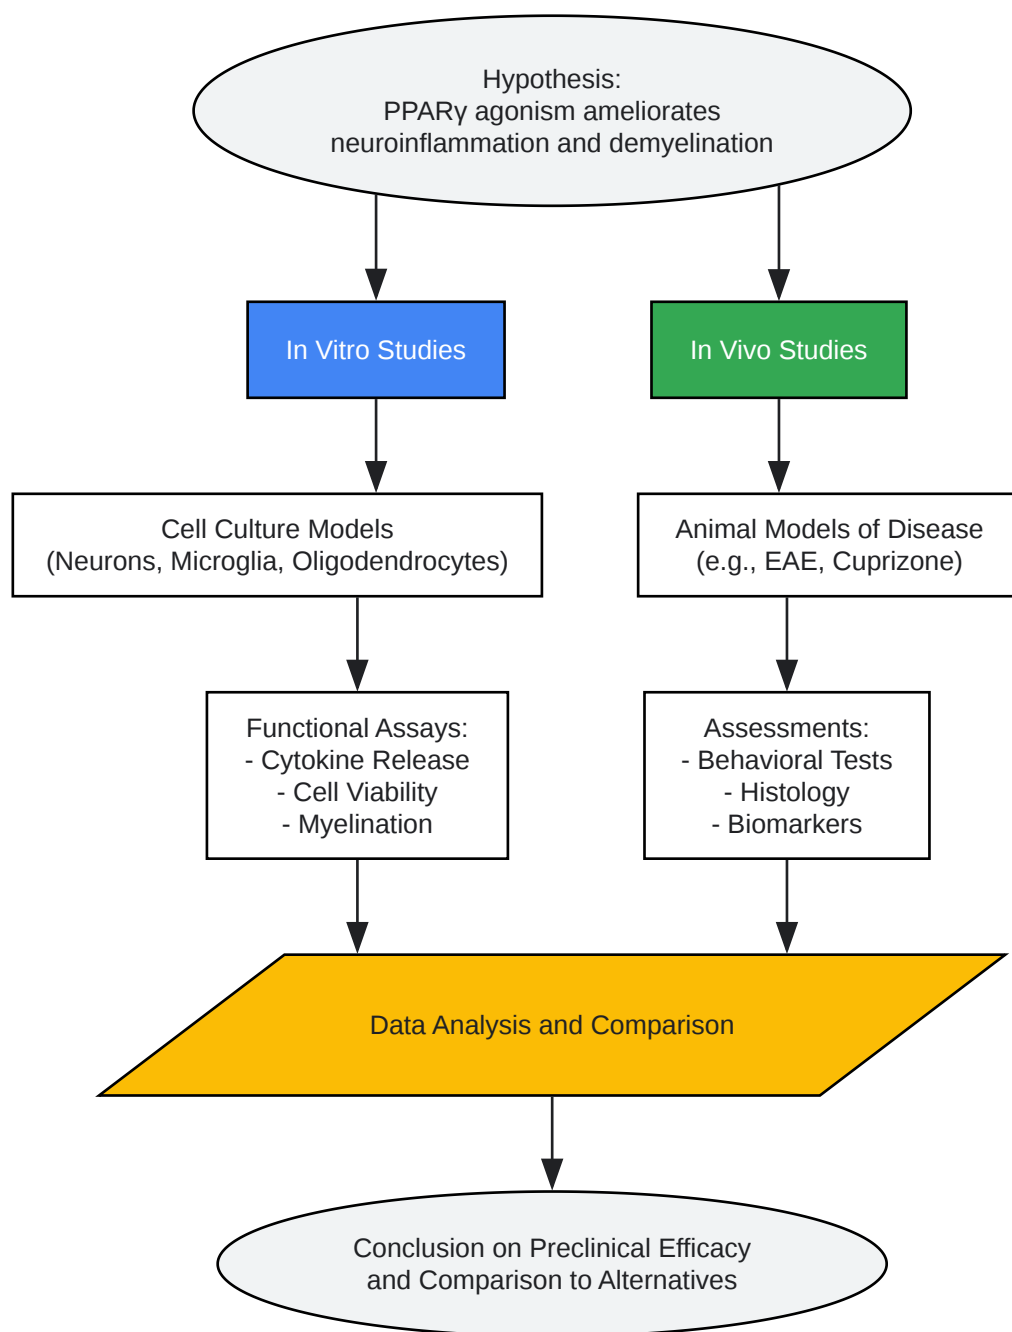 Hypothesis:
PPARγ agonism ameliorates
neuroinflammation and demyelination
In Vitro Studies
In Vivo Studies
Cell Culture Models
(Neurons, Microglia, Oligodendrocytes)
Animal Models of Disease
(e.g., EAE, Cuprizone)
Functional Assays:
- Cytokine Release
- Cell Viability
- Myelination
Assessments:
- Behavioral Tests
- Histology
- Biomarkers
Data Analysis and Comparison
Conclusion on Preclinical Efficacy
and Comparison to Alternatives